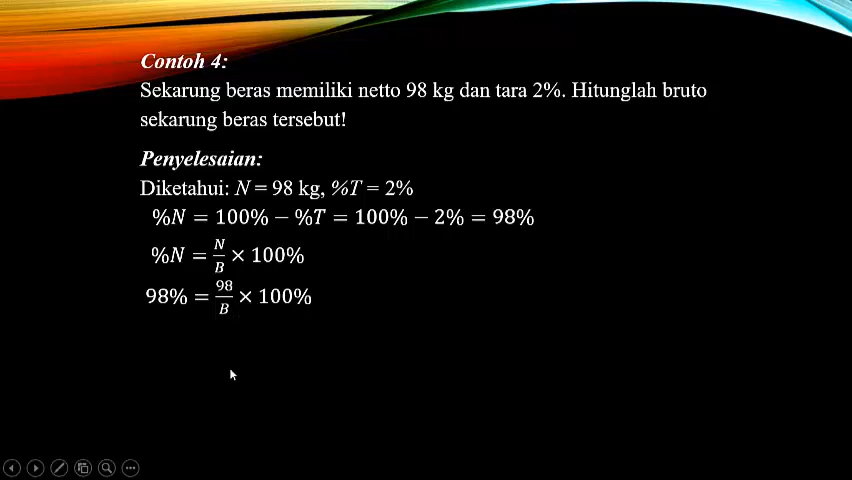 Contoh 4:
Sekarung beras memiliki netto 98 kg dan tara 2%. Hitunglah bruto
sekarung beras tersebut!
Penyelesaian:
Diketahui: N = 98 kg, %T = 2%
%N = 100% − %T = 100% − 2% = 98%
%N = N/B × 100%
98% = 98/B × 100%